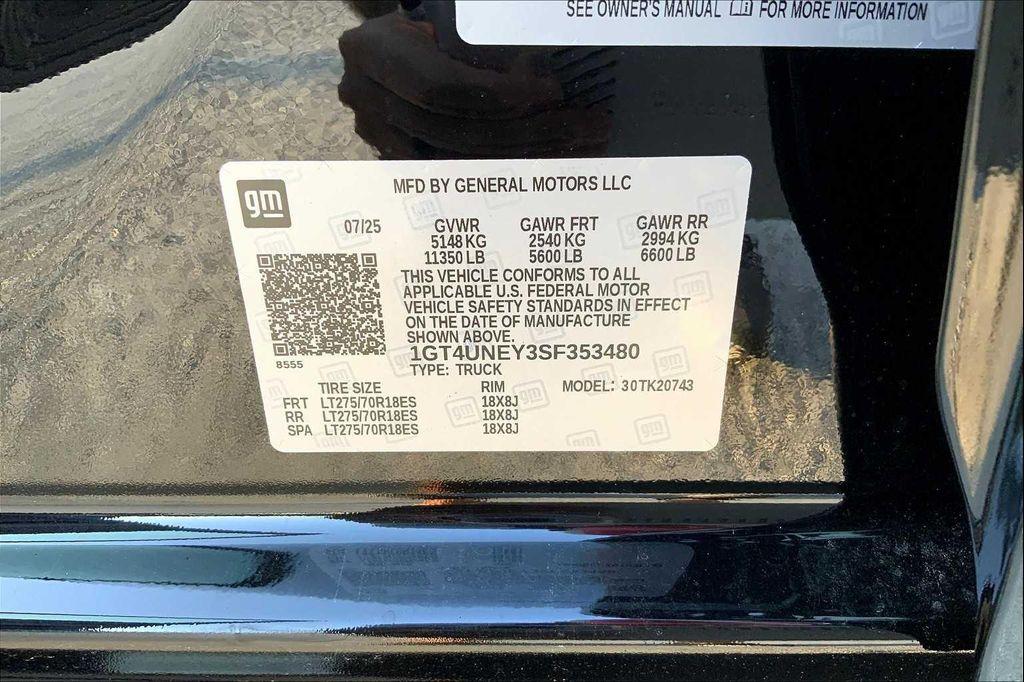 SEE OWNER'S MANUAL FOR MORE INFORMATION
gm
MFD BY GENERAL MOTORS LLC
07/25 GVWR GAWR FRT GAWR RR
5148 KG 2540 KG 2994 KG
11350 LB 5600 LB 6600 LB
THIS VEHICLE CONFORMS TO ALL
APPLICABLE U.S. FEDERAL MOTOR
VEHICLE SAFETY STANDARDS IN EFFECT
ON THE DATE OF MANUFACTURE
SHOWN ABOVE.
1GT4UNEY3SF353480
8555
TYPE: TRUCK
TIRE SIZE RIM MODEL: 30TK20743
FRT LT275/70R18ES 18X8J
RR LT275/70R18ES 18X8J
SPA LT275/70R18ES 18X8J